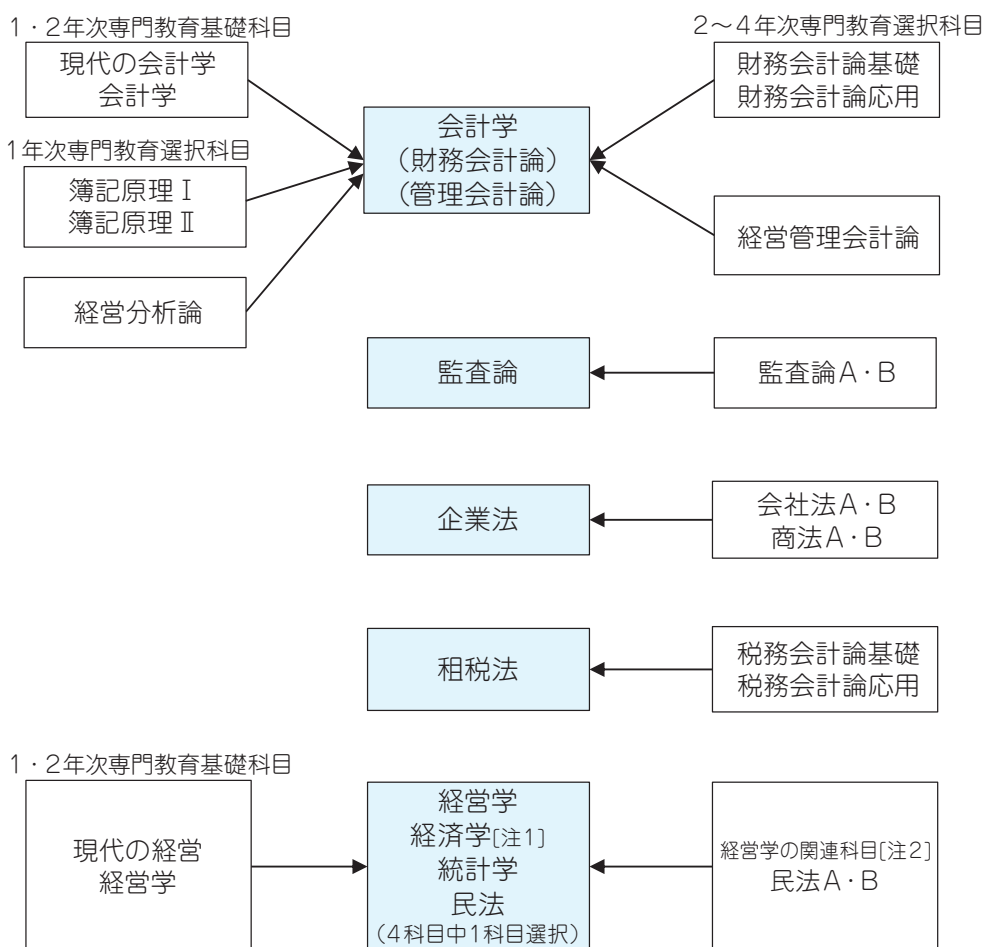 1・2年次専門教育基礎科目
現代の会計学
会計学
1年次専門教育選択科目
簿記原理Ⅰ
簿記原理Ⅱ
経営分析論
会計学
（財務会計論）
（管理会計論）
2～4年次専門教育選択科目
財務会計論基礎
財務会計論応用
経営管理会計論
監査論
監査論A・B
企業法
会社法A・B
商法A・B
租税法
税務会計論基礎
税務会計論応用
1・2年次専門教育基礎科目
現代の経営
経営学
経営学
経済学[注1]
統計学
民法
（4科目中1科目選択）
経営学の関連科目[注2]
民法A・B